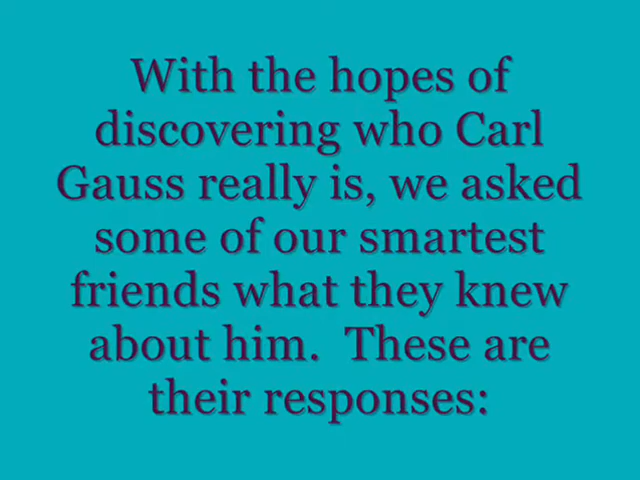 With the hopes of
discovering who Carl
Gauss really is, we asked
some of our smartest
friends what they knew
about him.  These are
their responses: